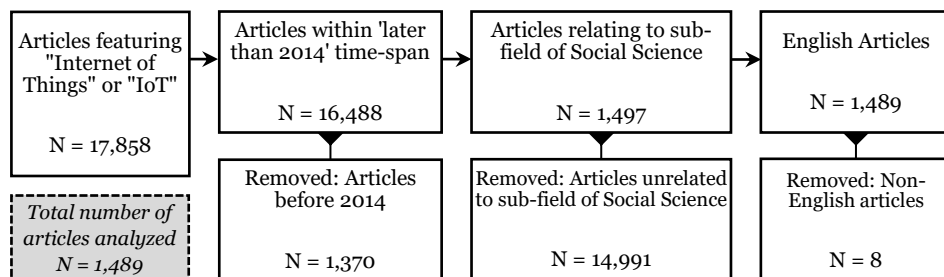 Articles featuring
"Internet of
Things" or "IoT"
N = 17,858
Articles within 'later
than 2014' time-span
N = 16,488
Articles relating to sub-
field of Social Science
N = 1,497
English Articles
N = 1,489
Total number of
articles analyzed
N = 1,489
Removed: Articles
before 2014
N = 1,370
Removed: Articles unrelated
to sub-field of Social Science
N = 14,991
Removed: Non-
English articles
N = 8